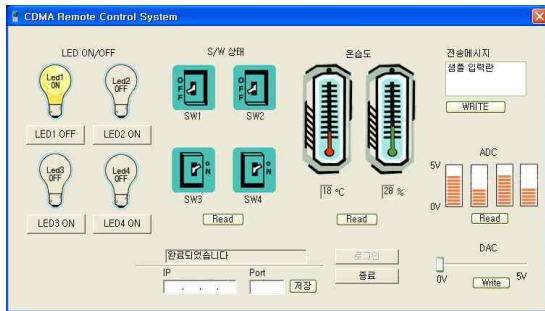 CDMA Remote Control System
LED ON/OFF
Led1
ON
Led2
OFF
LED1 OFF
LED2 ON
Led3
OFF
Led4
OFF
LED3 ON
LED4 ON
S/W 상태
OFF
OFF
SW1
SW2
ON
ON
SW3
SW4
Read
온습도
18 ℃
28 %
Read
전송메시지
샘플 입력란
WRITE
ADC
5V
0V
Read
DAC
0V
Write
5V
완료되었습니다
로그인
IP
Port
저장
종료